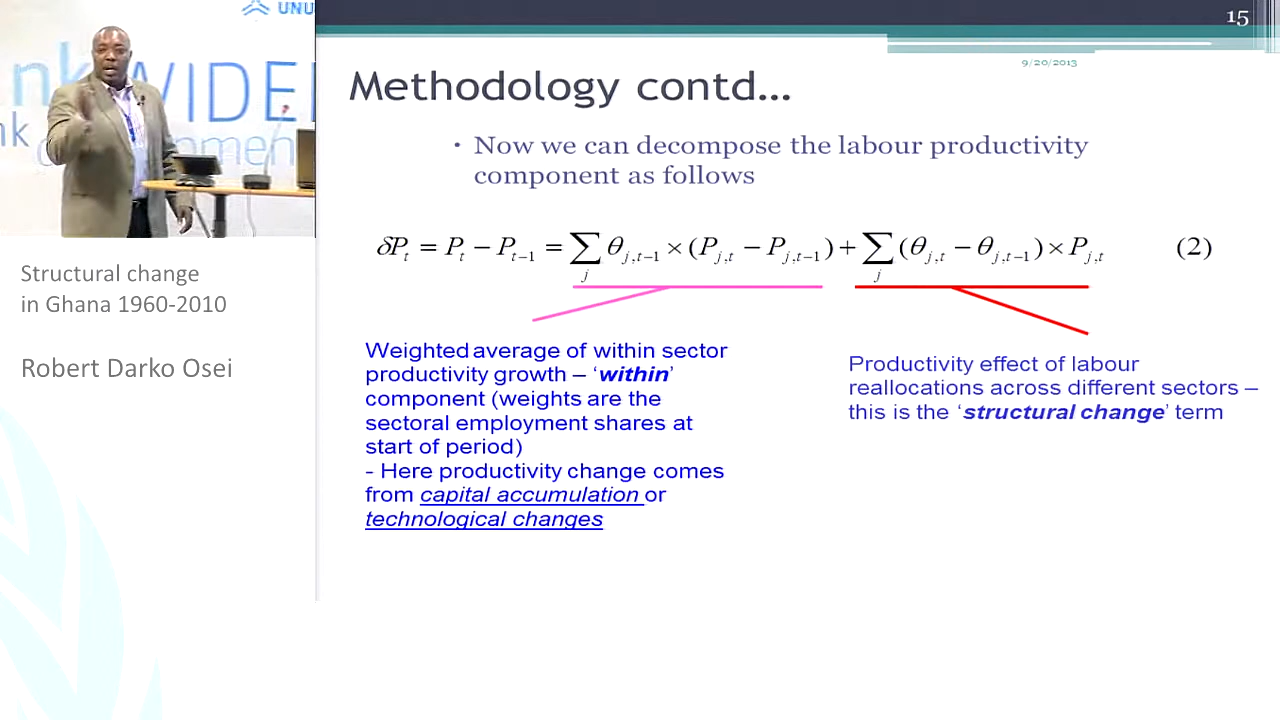 UNU
WIDER
15
9/20/2013
Methodology contd...
• Now we can decompose the labour productivity
component as follows
δP_t = P_t − P_{t−1} = ∑_j θ_{j,t−1} × (P_{j,t} − P_{j,t−1}) + ∑_j (θ_{j,t} − θ_{j,t−1}) × P_{j,t} (2)
Structural change
in Ghana 1960-2010
Robert Darko Osei
Weighted average of within sector
productivity growth – ‘within’
component (weights are the
sectoral employment shares at
start of period)
- Here productivity change comes
from capital accumulation or
technological changes
Productivity effect of labour
reallocations across different sectors –
this is the ‘structural change’ term